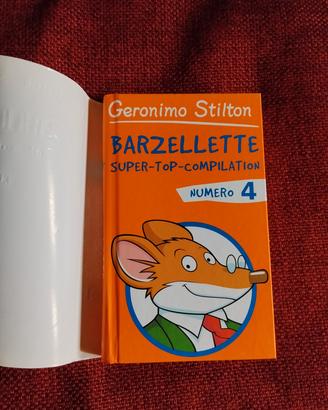 Geronimo Stilton
BARZELLETTE
SUPER-TOP-COMPILATION
NUMERO 4